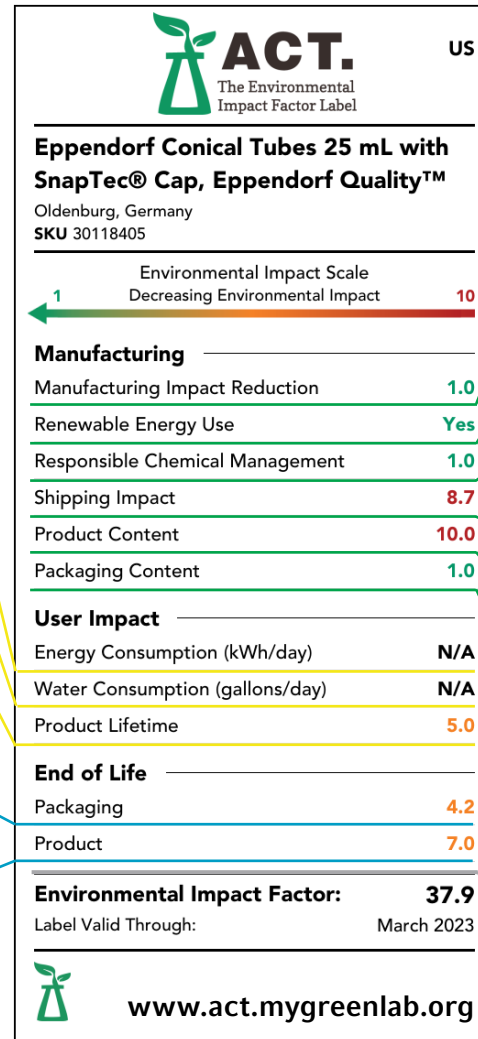 ACT.
US
The Environmental
Impact Factor Label
Eppendorf Conical Tubes 25 mL with
SnapTec® Cap, Eppendorf Quality™
Oldenburg, Germany
SKU 30118405
Environmental Impact Scale
1 Decreasing Environmental Impact 10
Manufacturing
Manufacturing Impact Reduction 1.0
Renewable Energy Use Yes
Responsible Chemical Management 1.0
Shipping Impact 8.7
Product Content 10.0
Packaging Content 1.0
User Impact
Energy Consumption (kWh/day) N/A
Water Consumption (gallons/day) N/A
Product Lifetime 5.0
End of Life
Packaging 4.2
Product 7.0
Environmental Impact Factor: 37.9
Label Valid Through: March 2023
www.act.mygreenlab.org